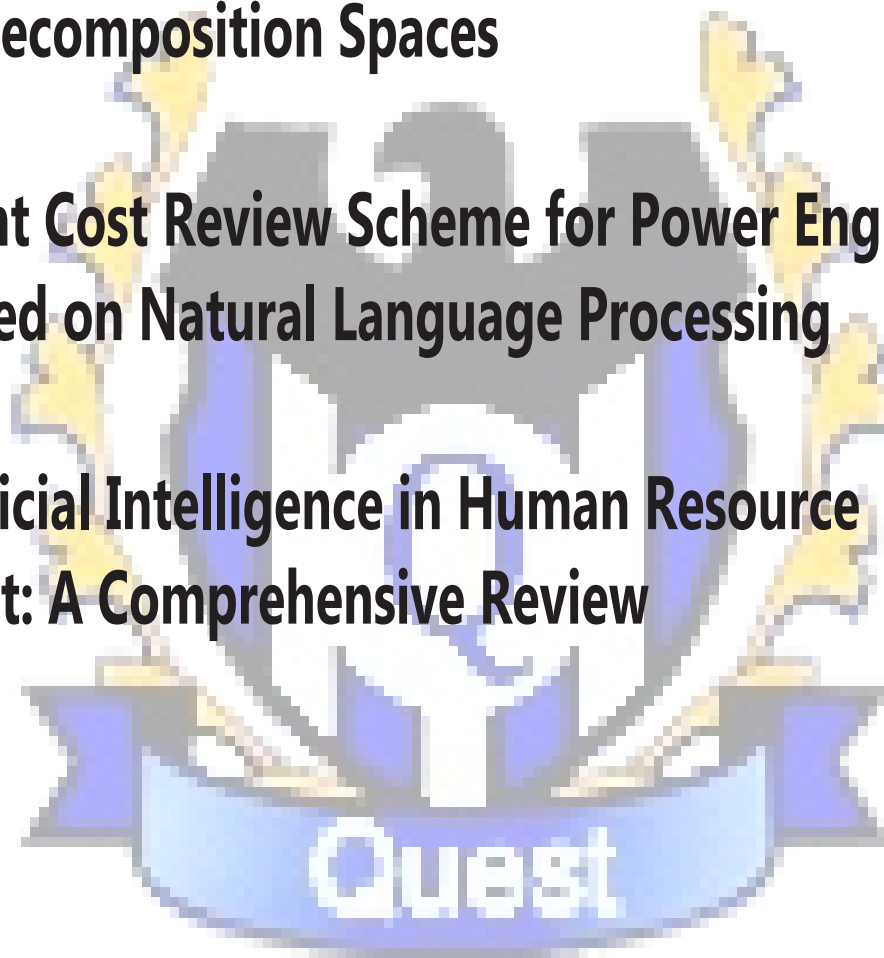 ecomposition Spaces
nt Cost Review Scheme for Power Eng
ed on Natural Language Processing
icial Intelligence in Human Resource
t: A Comprehensive Review
Q
Quest